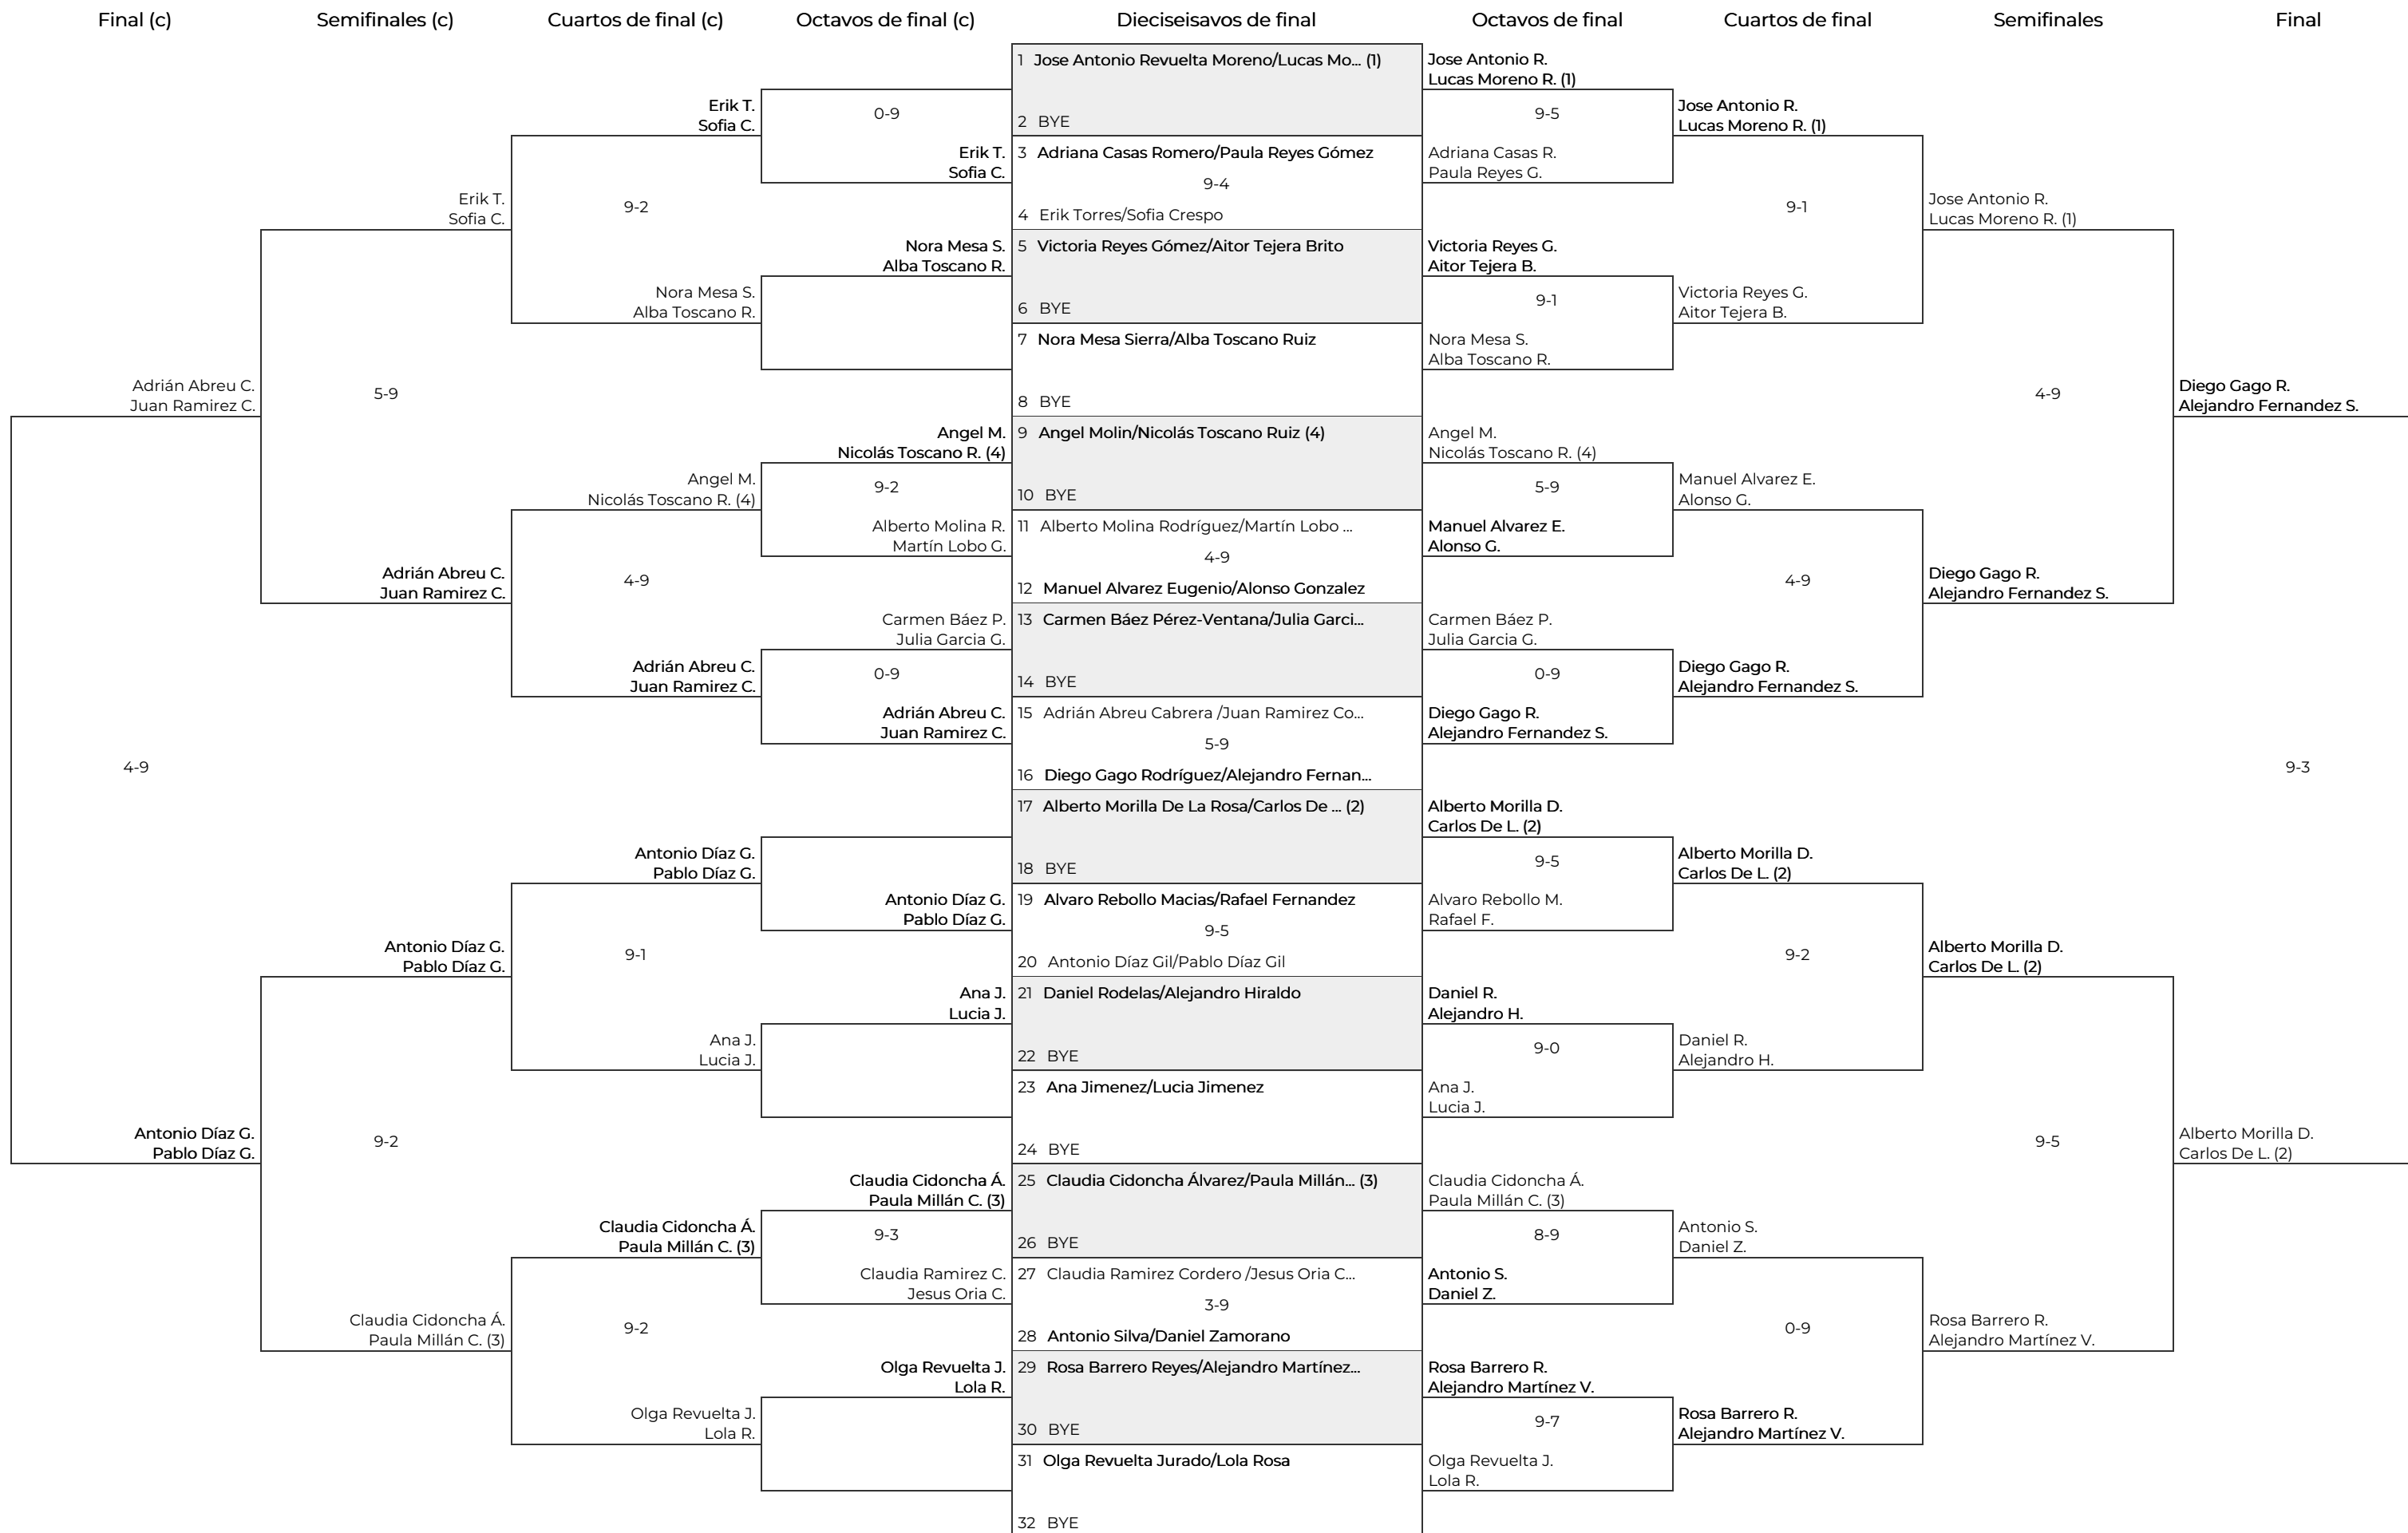 Final (c)
Semifinales (c)
Cuartos de final (c)
Octavos de final (c)
Dieciseisavos de final
Octavos de final
Cuartos de final
Semifinales
Final
Adrián Abreu C.
Juan Ramirez C.
4-9
Antonio Díaz G.
Pablo Díaz G.
Erik T.
Sofia C.
5-9
Adrián Abreu C.
Juan Ramirez C.
Antonio Díaz G.
Pablo Díaz G.
9-2
Claudia Cidoncha Á.
Paula Millán C. (3)
Erik T.
Sofia C.
9-2
Nora Mesa S.
Alba Toscano R.
Angel M.
Nicolás Toscano R. (4)
4-9
Adrián Abreu C.
Juan Ramirez C.
Antonio Díaz G.
Pablo Díaz G.
9-1
Ana J.
Lucia J.
Claudia Cidoncha Á.
Paula Millán C. (3)
9-2
Olga Revuelta J.
Lola R.
0-9
Erik T.
Sofia C.
Nora Mesa S.
Alba Toscano R.
Angel M.
Nicolás Toscano R. (4)
9-2
Alberto Molina R.
Martín Lobo G.
Carmen Báez P.
Julia Garcia G.
0-9
Adrián Abreu C.
Juan Ramirez C.
Antonio Díaz G.
Pablo Díaz G.
Ana J.
Lucia J.
Claudia Cidoncha Á.
Paula Millán C. (3)
9-3
Claudia Ramirez C.
Jesus Oria C.
Olga Revuelta J.
Lola R.
1 Jose Antonio Revuelta Moreno/Lucas Mo... (1)
2 BYE
3 Adriana Casas Romero/Paula Reyes Gómez
9-4
4 Erik Torres/Sofia Crespo
5 Victoria Reyes Gómez/Aitor Tejera Brito
6 BYE
7 Nora Mesa Sierra/Alba Toscano Ruiz
8 BYE
9 Angel Molin/Nicolás Toscano Ruiz (4)
10 BYE
11 Alberto Molina Rodríguez/Martín Lobo ...
4-9
12 Manuel Alvarez Eugenio/Alonso Gonzalez
13 Carmen Báez Pérez-Ventana/Julia Garci...
14 BYE
15 Adrián Abreu Cabrera /Juan Ramirez Co...
5-9
16 Diego Gago Rodríguez/Alejandro Fernan...
17 Alberto Morilla De La Rosa/Carlos De ... (2)
18 BYE
19 Alvaro Rebollo Macias/Rafael Fernandez
9-5
20 Antonio Díaz Gil/Pablo Díaz Gil
21 Daniel Rodelas/Alejandro Hiraldo
22 BYE
23 Ana Jimenez/Lucia Jimenez
24 BYE
25 Claudia Cidoncha Álvarez/Paula Millán... (3)
26 BYE
27 Claudia Ramirez Cordero /Jesus Oria C...
3-9
28 Antonio Silva/Daniel Zamorano
29 Rosa Barrero Reyes/Alejandro Martínez...
30 BYE
31 Olga Revuelta Jurado/Lola Rosa
32 BYE
Jose Antonio R.
Lucas Moreno R. (1)
9-5
Adriana Casas R.
Paula Reyes G.
Victoria Reyes G.
Aitor Tejera B.
9-1
Nora Mesa S.
Alba Toscano R.
Angel M.
Nicolás Toscano R. (4)
5-9
Manuel Alvarez E.
Alonso G.
Carmen Báez P.
Julia Garcia G.
0-9
Diego Gago R.
Alejandro Fernandez S.
Alberto Morilla D.
Carlos De L. (2)
9-5
Alvaro Rebollo M.
Rafael F.
Daniel R.
Alejandro H.
9-0
Ana J.
Lucia J.
Claudia Cidoncha Á.
Paula Millán C. (3)
8-9
Antonio S.
Daniel Z.
Rosa Barrero R.
Alejandro Martínez V.
9-7
Olga Revuelta J.
Lola R.
Jose Antonio R.
Lucas Moreno R. (1)
9-1
Victoria Reyes G.
Aitor Tejera B.
Manuel Alvarez E.
Alonso G.
4-9
Diego Gago R.
Alejandro Fernandez S.
Alberto Morilla D.
Carlos De L. (2)
9-2
Daniel R.
Alejandro H.
Antonio S.
Daniel Z.
0-9
Rosa Barrero R.
Alejandro Martínez V.
Jose Antonio R.
Lucas Moreno R. (1)
4-9
Diego Gago R.
Alejandro Fernandez S.
Alberto Morilla D.
Carlos De L. (2)
9-5
Rosa Barrero R.
Alejandro Martínez V.
Diego Gago R.
Alejandro Fernandez S.
9-3
Alberto Morilla D.
Carlos De L. (2)